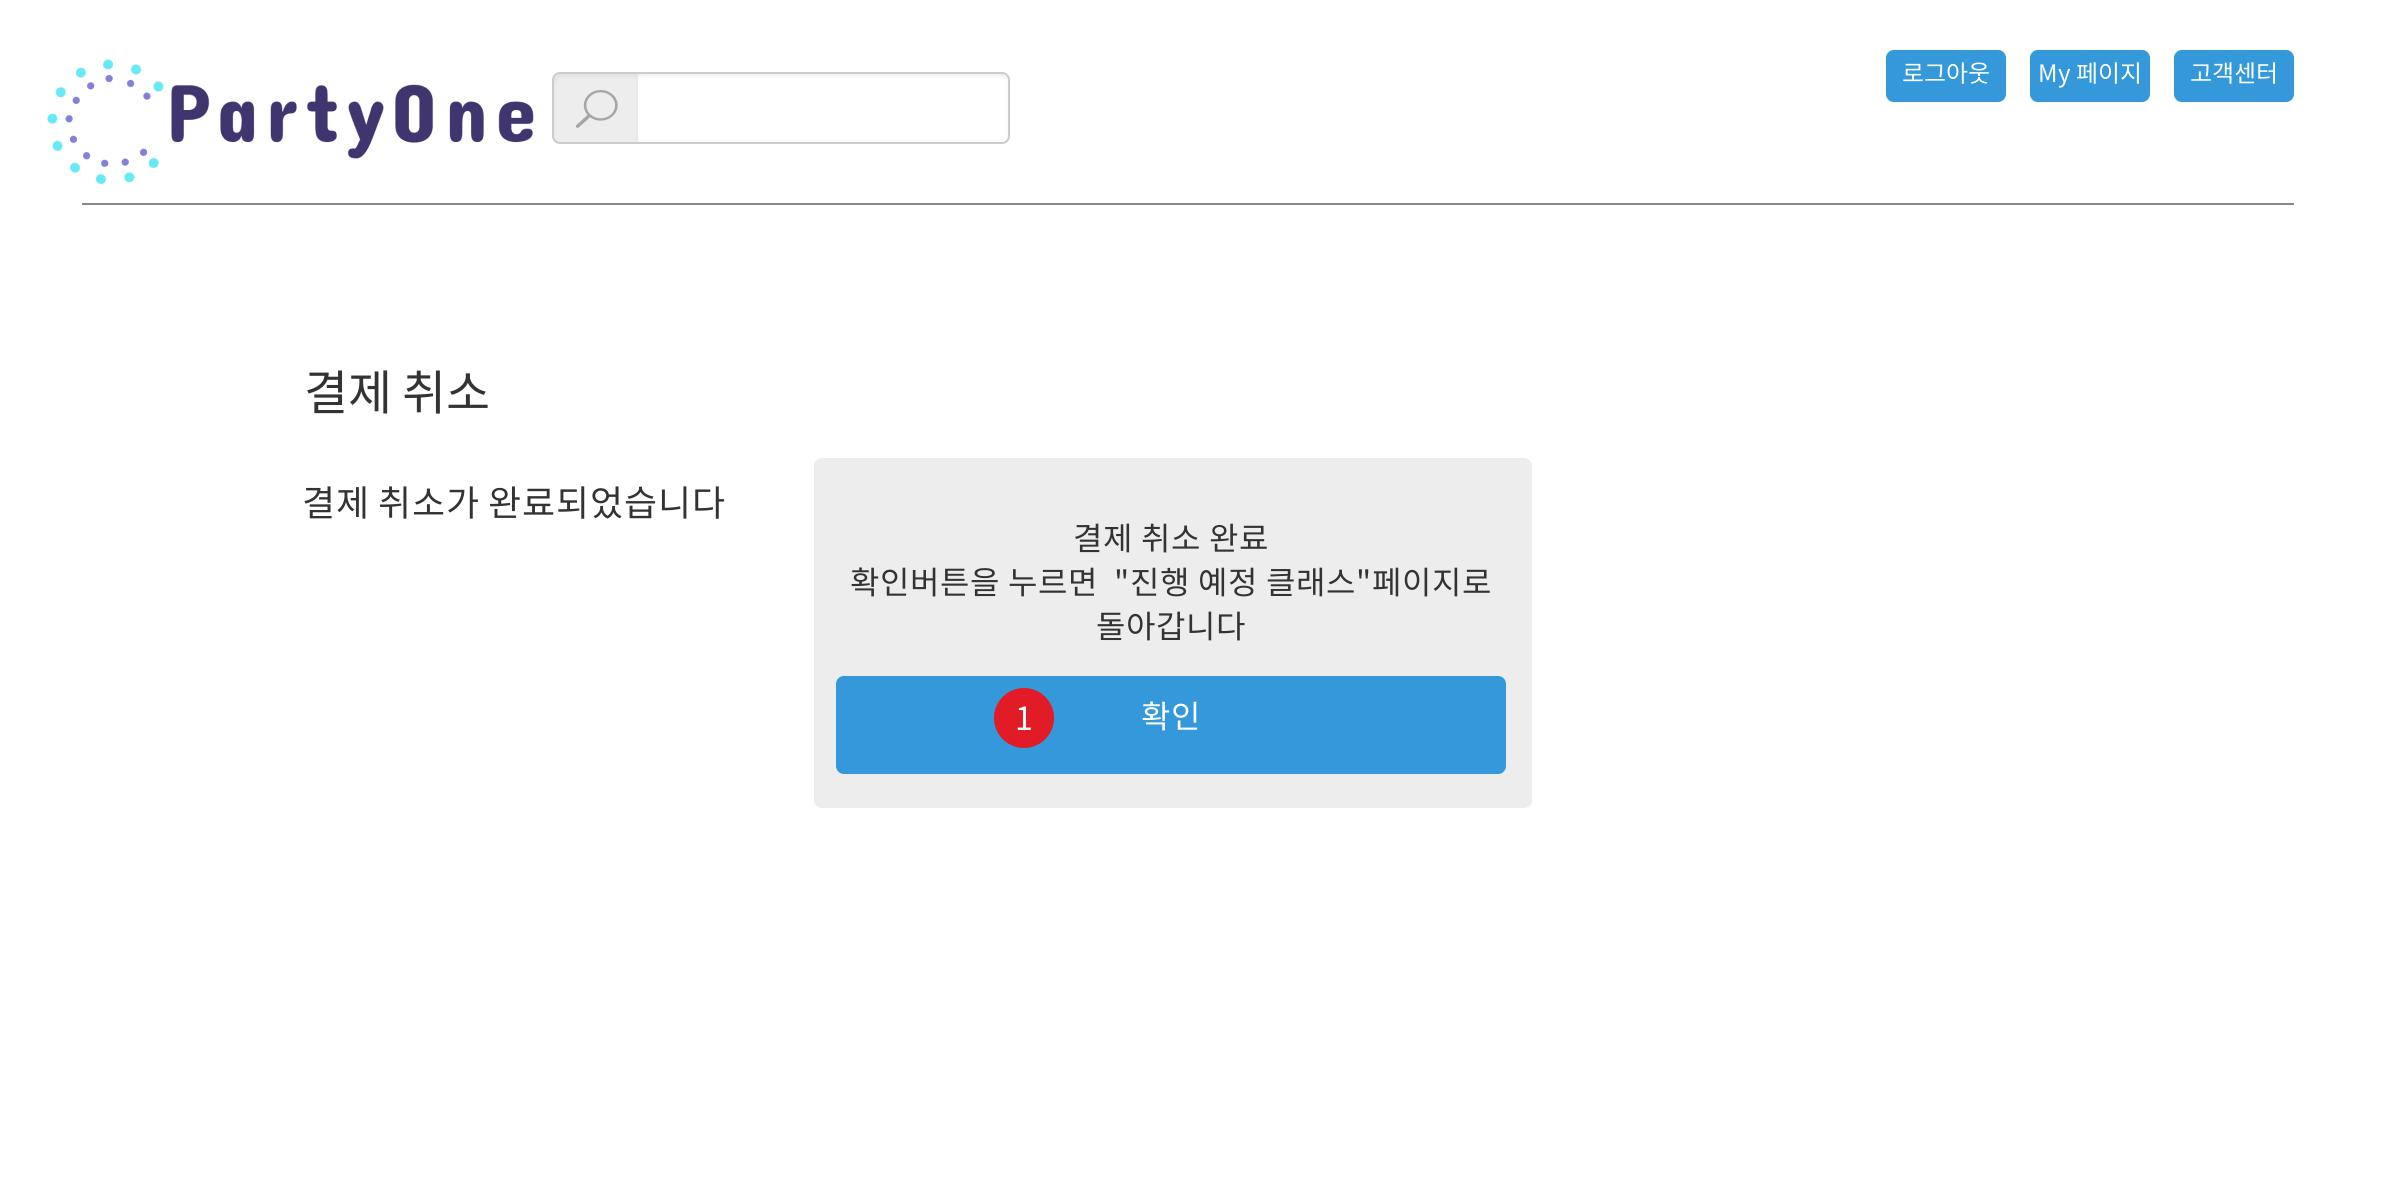 PartyOne
로그아웃
My 페이지
고객센터
결제 취소
결제 취소가 완료되었습니다
결제 취소 완료
확인버튼을 누르면 "진행 예정 클래스"페이지로
돌아갑니다
1
확인